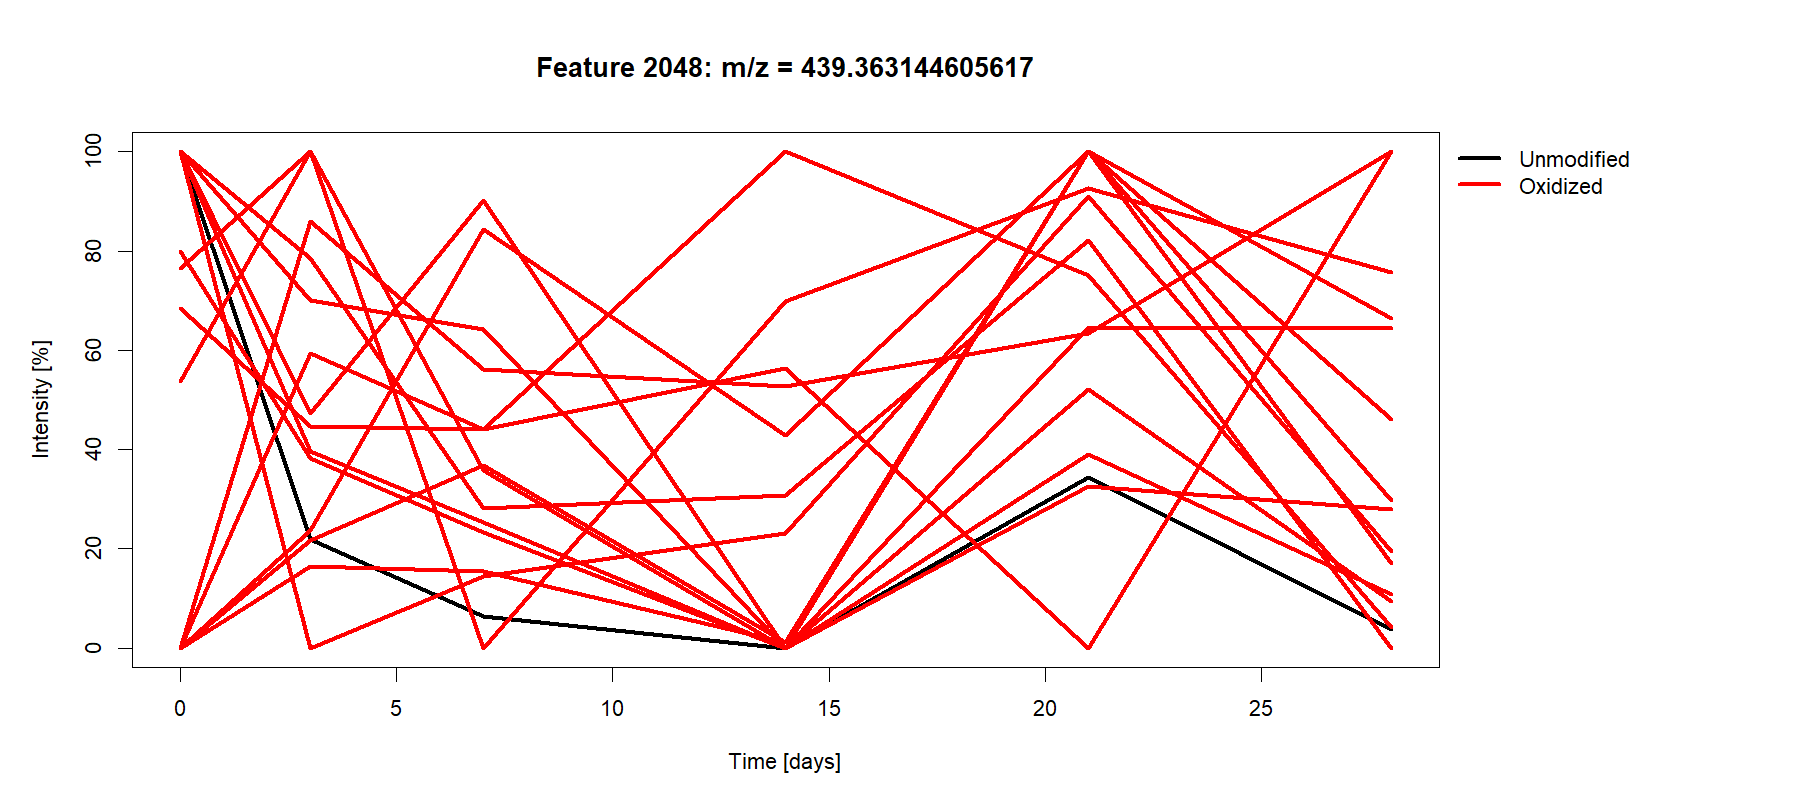 Feature 2048: m/z = 439.363144605617
Unmodified
Oxidized
Intensity [%]
100
80
60
40
20
0
0 5 10 15 20 25
Time [days]